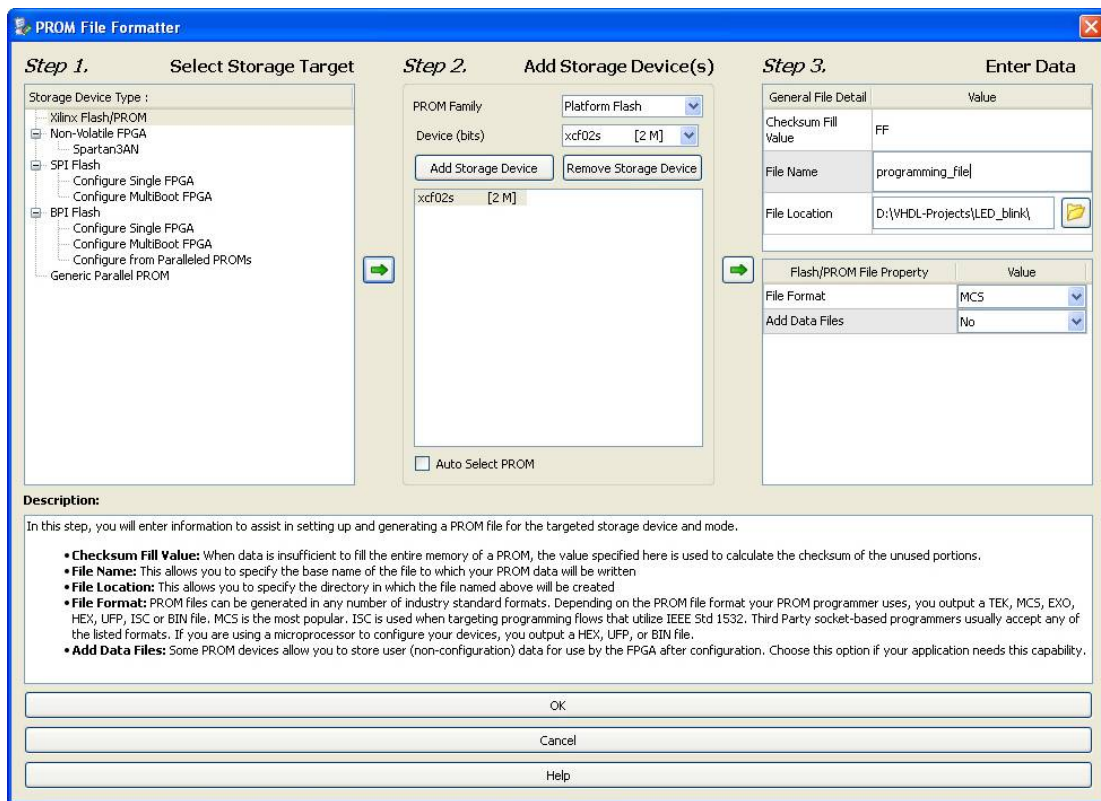 PROM File Formatter
Step 1. Select Storage Target
Storage Device Type :
Xilinx Flash/PROM
Non-Volatile FPGA
Spartan3AN
SPI Flash
Configure Single FPGA
Configure MultiBoot FPGA
BPI Flash
Configure Single FPGA
Configure MultiBoot FPGA
Configure from Paralleled PROMs
Generic Parallel PROM
Step 2. Add Storage Device(s)
PROM Family Platform Flash
Device (bits) xcf02s [2 M]
Add Storage Device Remove Storage Device
xcf02s [2 M]
Auto Select PROM
Step 3. Enter Data
General File Detail Value
Checksum Fill
Value FF
File Name programming_file
File Location D:\VHDL-Projects\LED_blink\
Flash/PROM File Property Value
File Format MCS
Add Data Files No
Description:
In this step, you will enter information to assist in setting up and generating a PROM file for the targeted storage device and mode.
• Checksum Fill Value: When data is insufficient to fill the entire memory of a PROM, the value specified here is used to calculate the checksum of the unused portions.
• File Name: This allows you to specify the base name of the file to which your PROM data will be written
• File Location: This allows you to specify the directory in which the file named above will be created
• File Format: PROM files can be generated in any number of industry standard formats. Depending on the PROM file format your PROM programmer uses, you output a TEK, MCS, EXO,
HEX, UFP, ISC or BIN file. MCS is the most popular. ISC is used when targeting programming flows that utilize IEEE Std 1532. Third Party socket-based programmers usually accept any of
the listed formats. If you are using a microprocessor to configure your devices, you output a HEX, UFP, or BIN file.
• Add Data Files: Some PROM devices allow you to store user (non-configuration) data for use by the FPGA after configuration. Choose this option if your application needs this capability.
OK
Cancel
Help